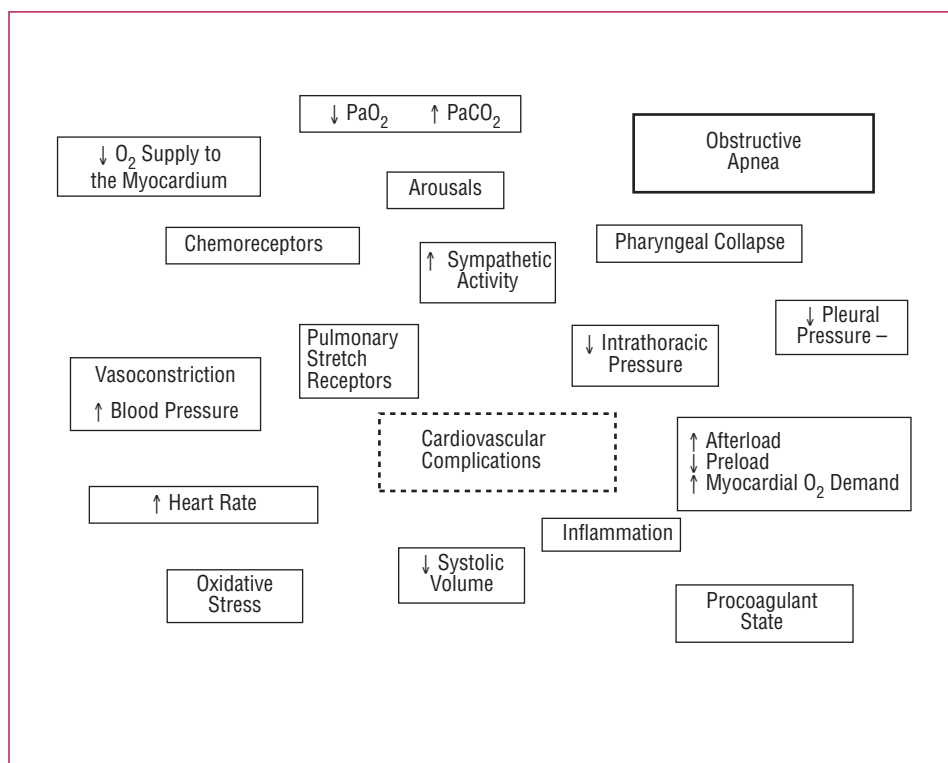 ↓ PaO₂ ↑ PaCO₂
↓ O₂ Supply to
the Myocardium
Obstructive
Apnea
Arousals
Chemoreceptors
Pharyngeal Collapse
↑ Sympathetic
Activity
↓ Pleural
Pressure –
Pulmonary
Stretch
Receptors
↓ Intrathoracic
Pressure
Vasoconstriction
↑ Blood Pressure
Cardiovascular
Complications
↑ Afterload
↓ Preload
↑ Myocardial O₂ Demand
↑ Heart Rate
Inflammation
↓ Systolic
Volume
Oxidative
Stress
Procoagulant
State